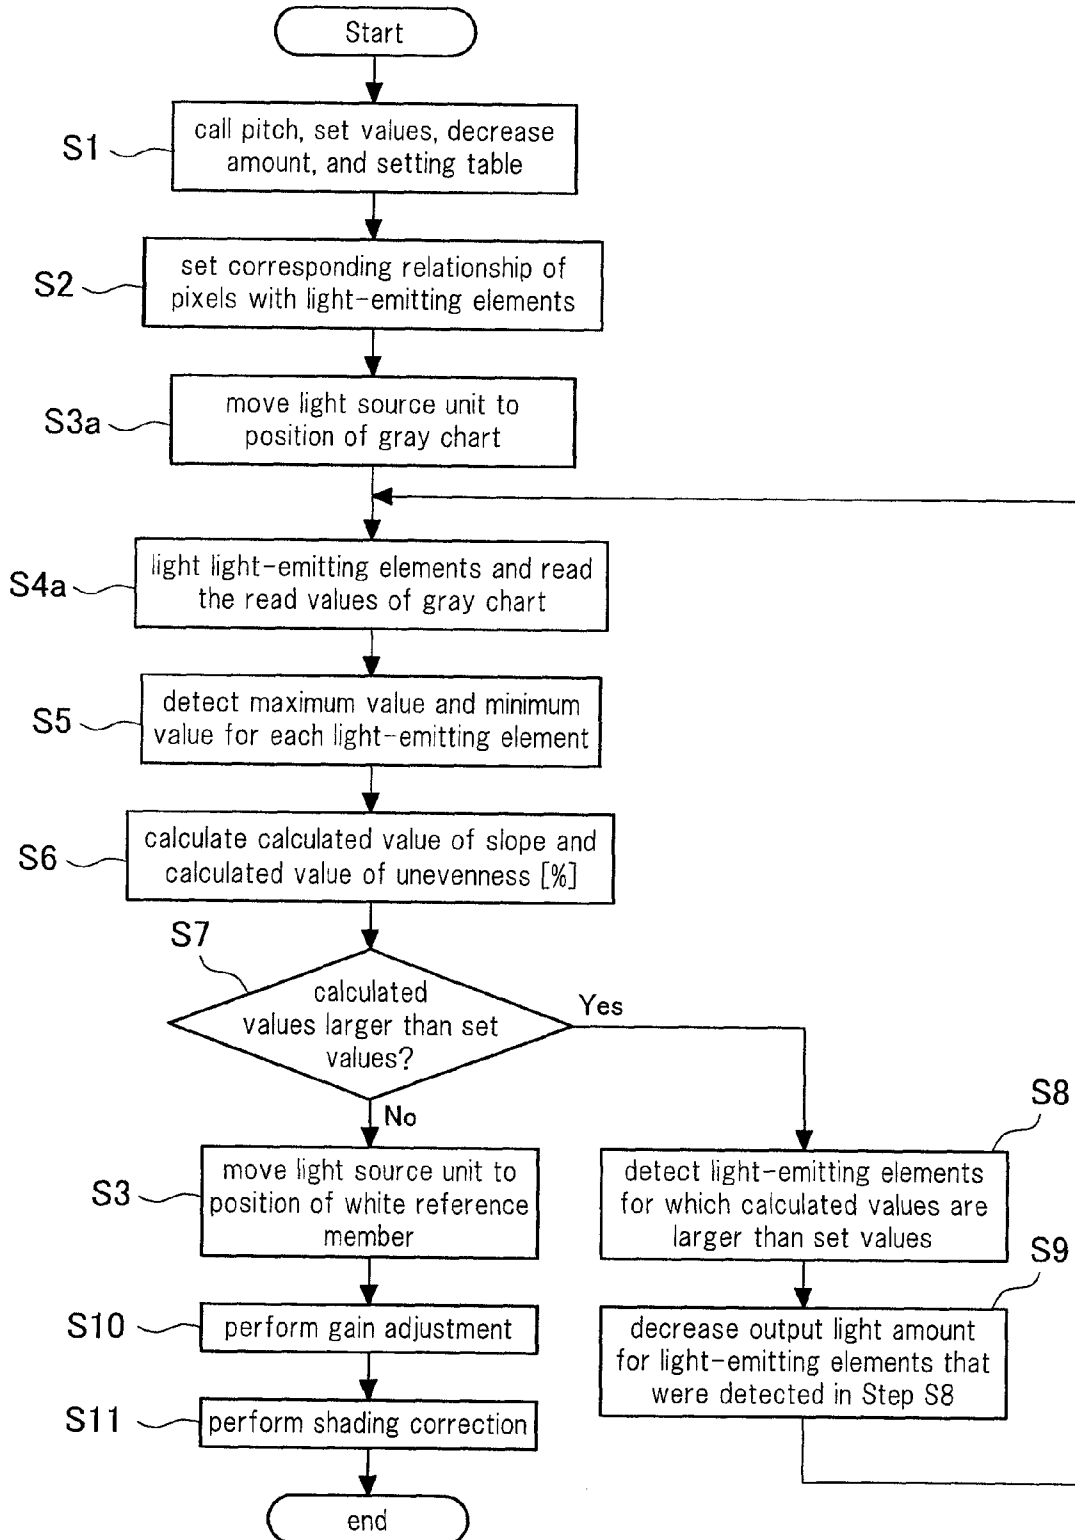 Start
S1
call pitch, set values, decrease
amount, and setting table
S2
set corresponding relationship of
pixels with light-emitting elements
S3a
move light source unit to
position of gray chart
S4a
light light-emitting elements and read
the read values of gray chart
S5
detect maximum value and minimum
value for each light-emitting element
S6
calculate calculated value of slope and
calculated value of unevenness [%]
S7
calculated
values larger than set
values?
Yes
No
S3
move light source unit to
position of white reference
member
S8
detect light-emitting elements
for which calculated values are
larger than set values
S9
decrease output light amount
for light-emitting elements that
were detected in Step S8
S10
perform gain adjustment
S11
perform shading correction
end